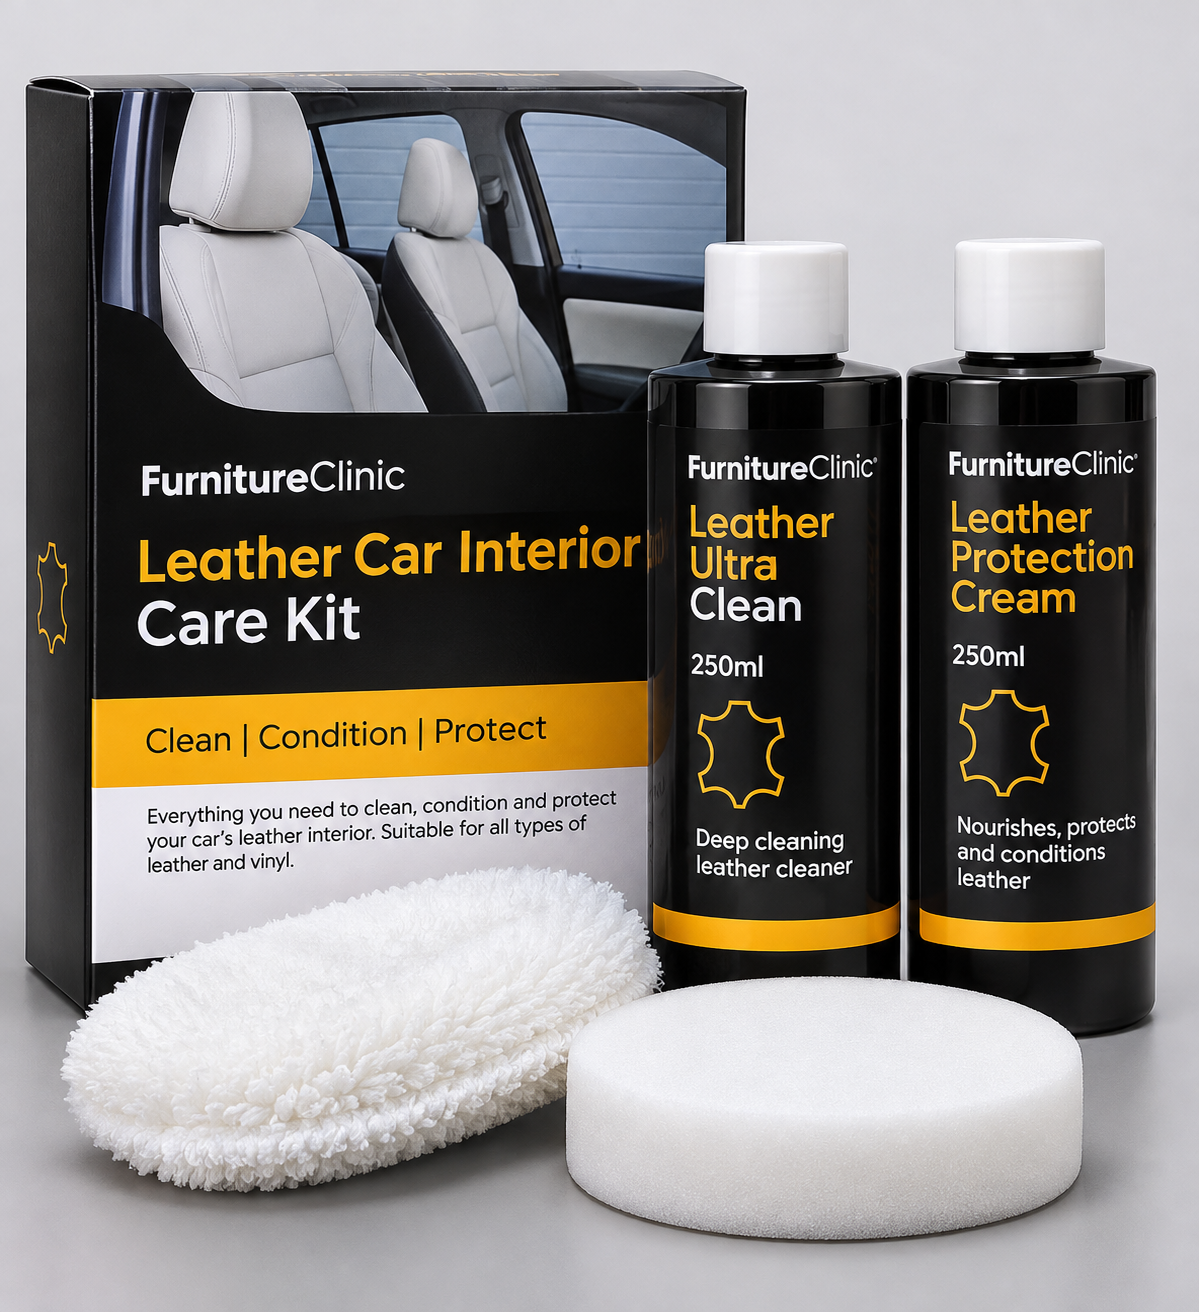 FurnitureClinic
Leather Car Interior
Care Kit
Clean | Condition | Protect
Everything you need to clean, condition and protect
your car's leather interior. Suitable for all types of
leather and vinyl.
FurnitureClinic®
Leather
Ultra
Clean
250ml
Deep cleaning
leather cleaner
FurnitureClinic®
Leather
Protection
Cream
250ml
Nourishes, protects
and conditions
leather